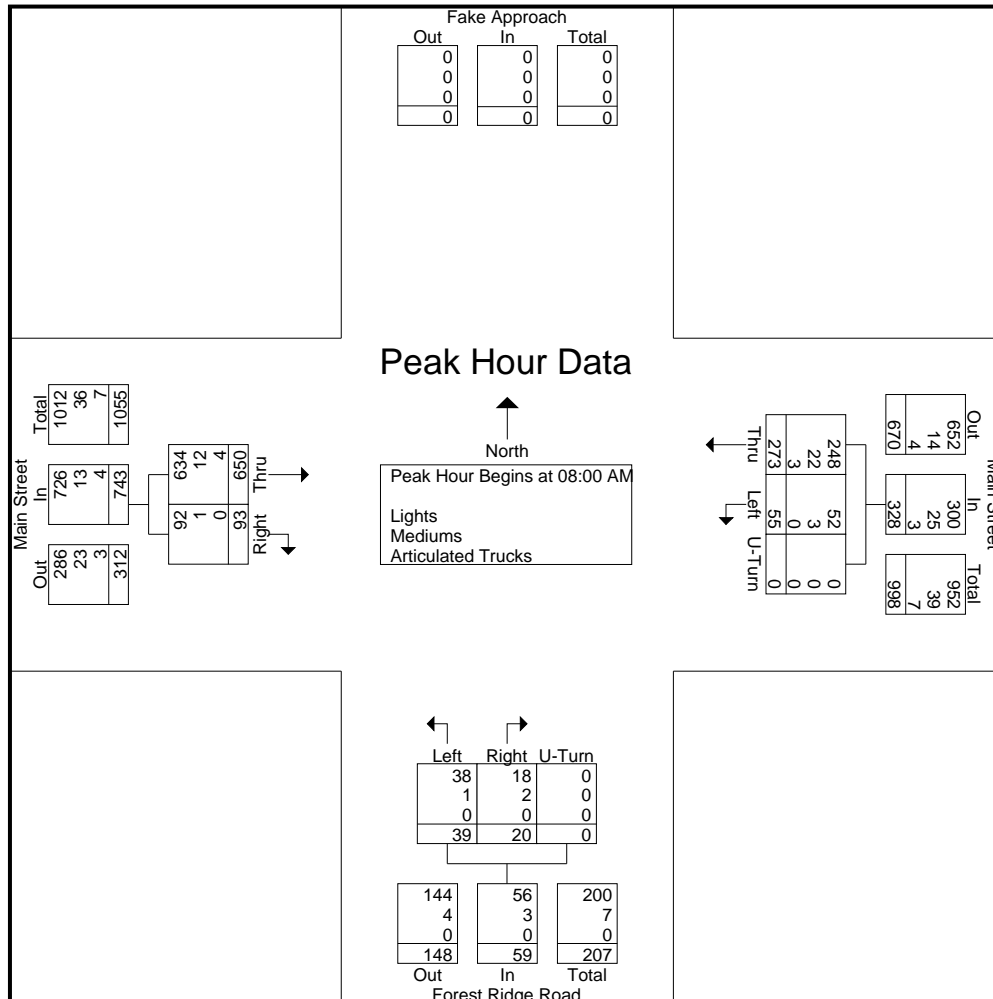 Fake Approach
Out In Total
0 0 0
0 0 0
0 0 0
0 0 0
Peak Hour Data
North
Peak Hour Begins at 08:00 AM
Lights
Mediums
Articulated Trucks
Main Street
Out In Total
286 726 1012
23 13 36
3 4 7
312 743 1055
Right Thru
92 634
1 12
0 4
93 650
Main Street
Out In Total
652 300 952
14 25 39
4 3 7
670 328 998
Thru Left U-Turn
248 52 0
22 3 0
3 0 0
273 55 0
Left Right U-Turn
38 18 0
1 2 0
0 0 0
39 20 0
144 56 200
4 3 7
0 0 0
148 59 207
Out In Total
Forest Ridge Road